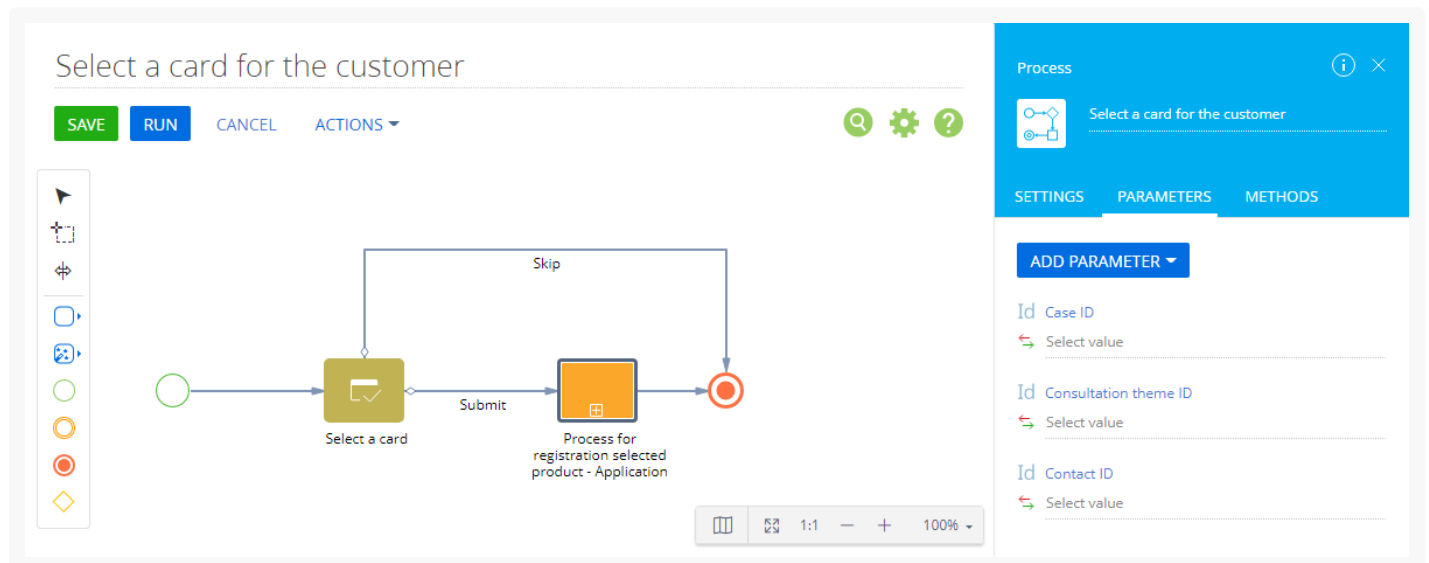 Select a card for the customer
SAVE
RUN
CANCEL
ACTIONS
Skip
Submit
Select a card
Process for
registration selected
product - Application
1:1
100%
Process
Select a card for the customer
SETTINGS
PARAMETERS
METHODS
ADD PARAMETER
Id Case ID
Select value
Id Consultation theme ID
Select value
Id Contact ID
Select value